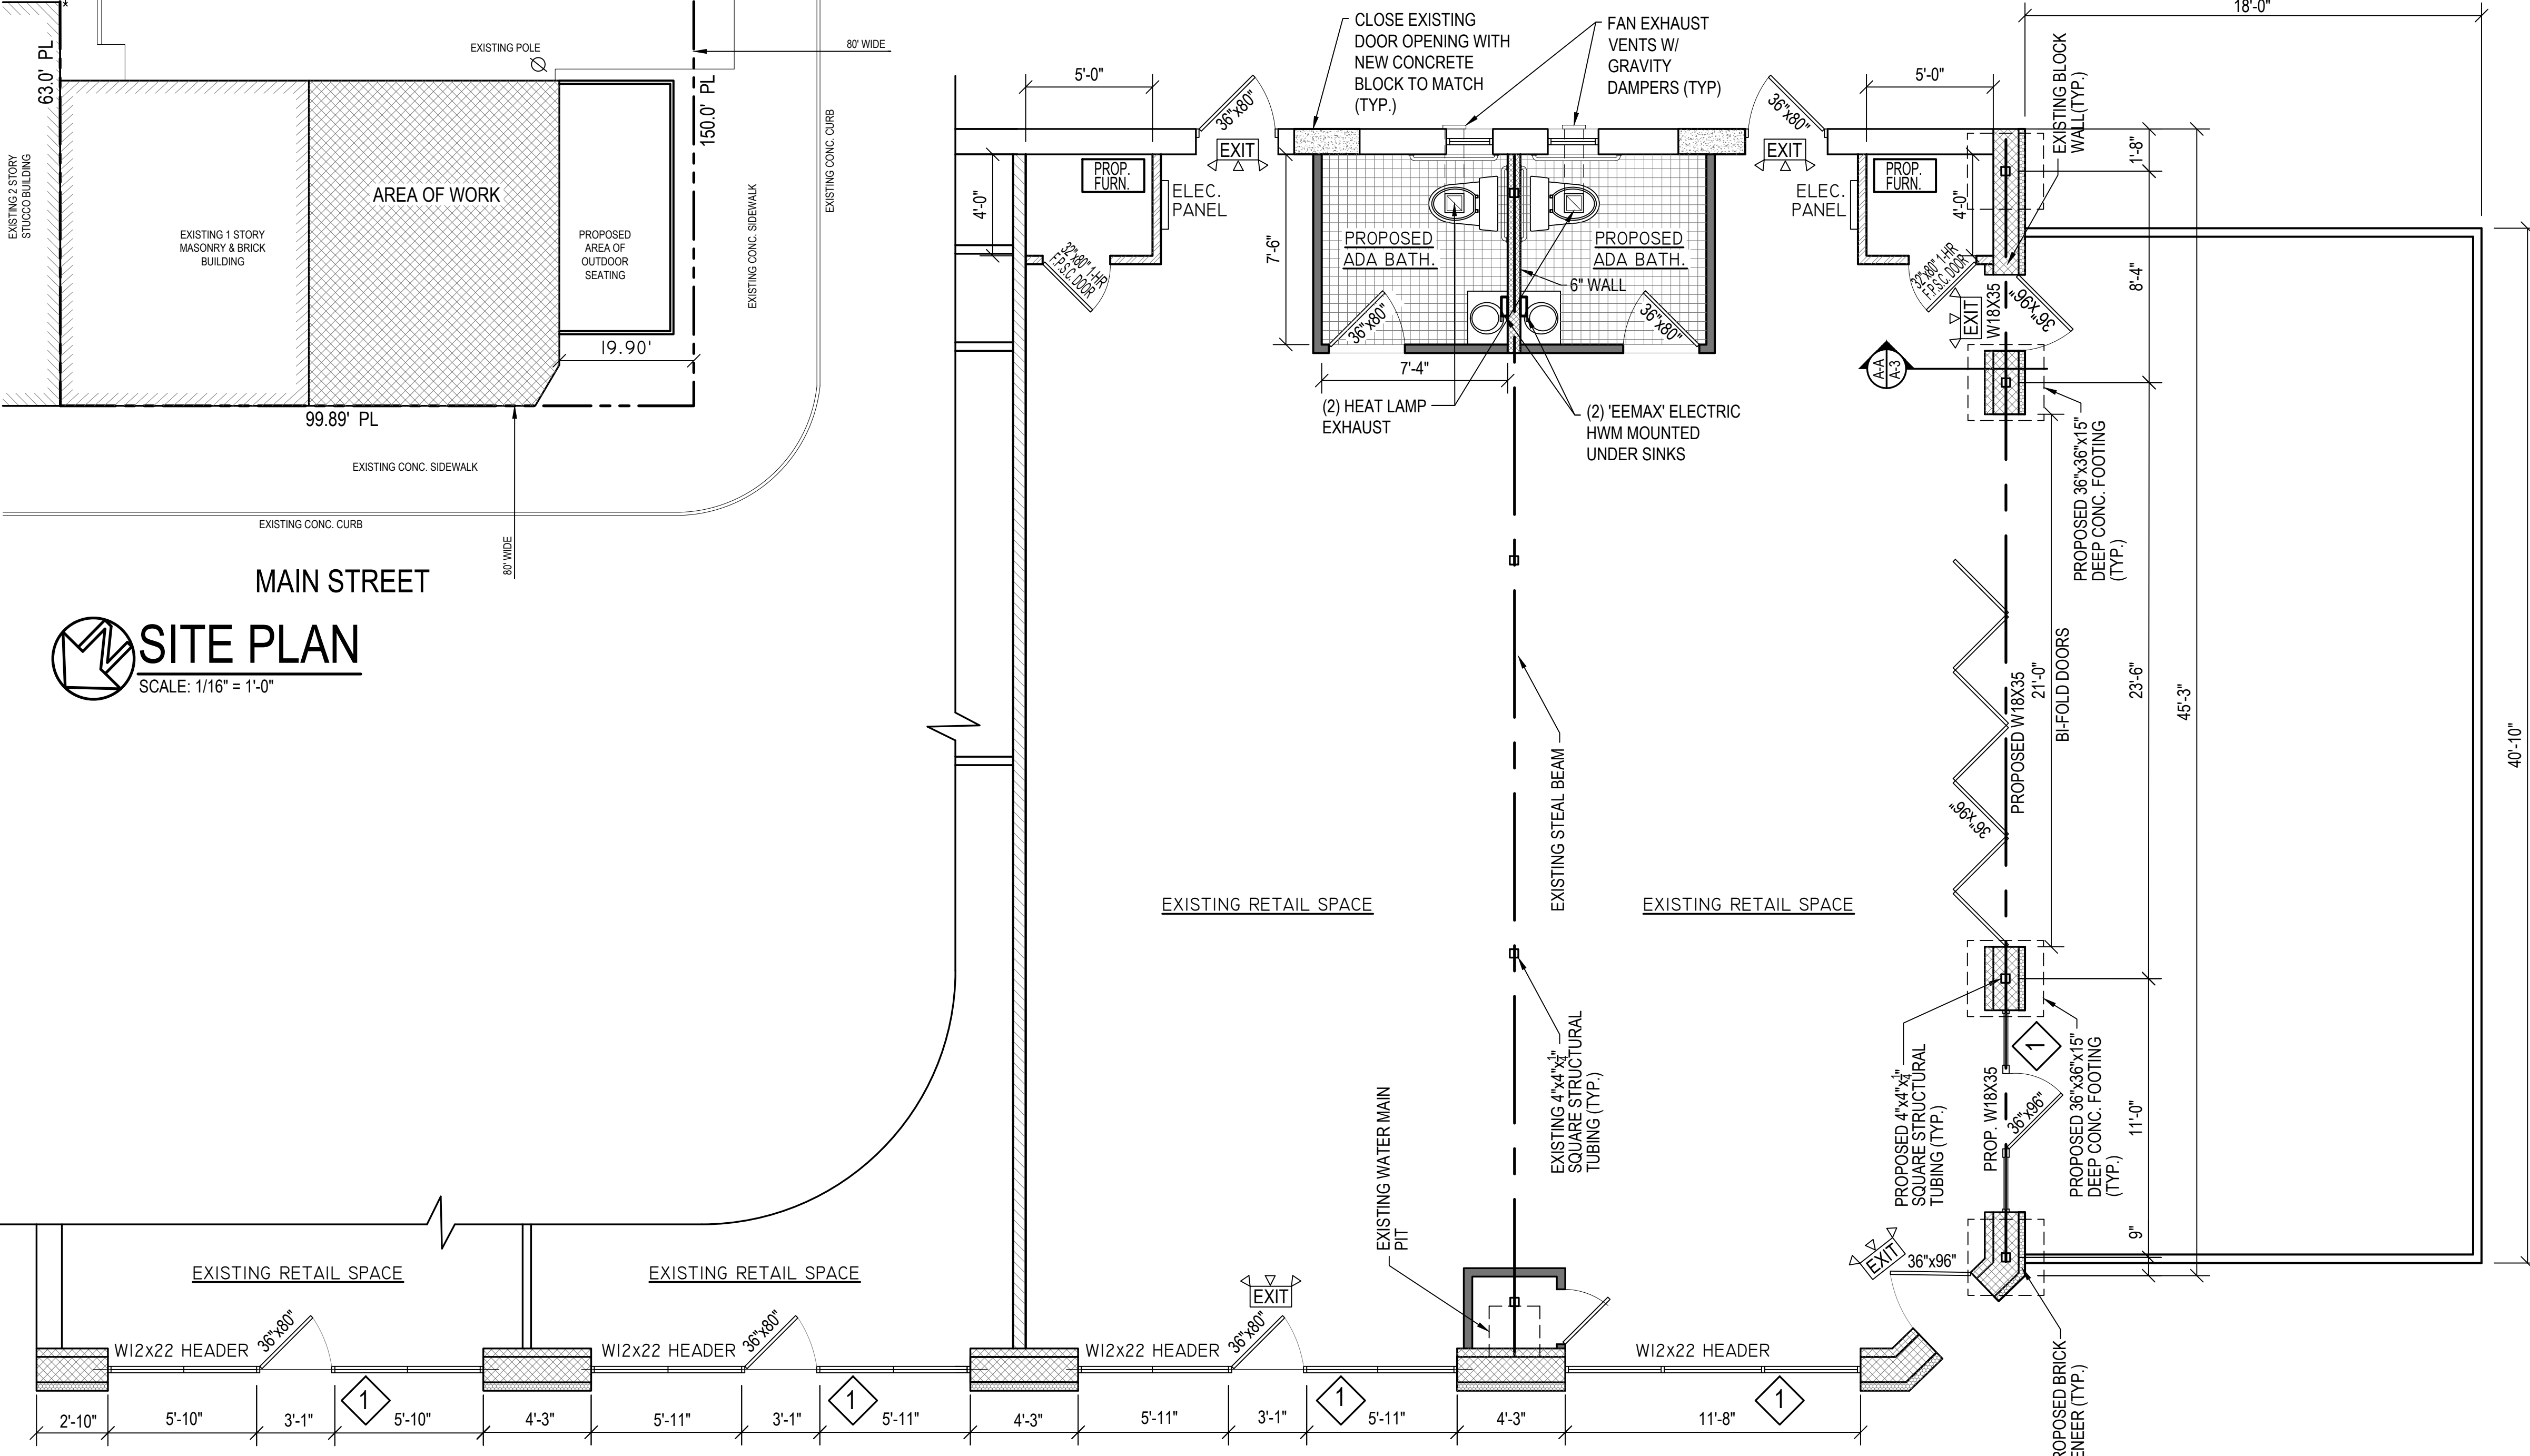 63.0' PL
EXISTING POLE
80' WIDE
150.0' PL
EXISTING CONC. CURB
EXISTING 2 STORY
STUCCO BUILDING
AREA OF WORK
EXISTING 1 STORY
MASONRY & BRICK
BUILDING
PROPOSED
AREA OF
OUTDOOR
SEATING
EXISTING CONC. SIDEWALK
19.90'
99.89' PL
EXISTING CONC. SIDEWALK
EXISTING CONC. CURB
80' WIDE
MAIN STREET
SITE PLAN
SCALE: 1/16" = 1'-0"
CLOSE EXISTING
DOOR OPENING WITH
NEW CONCRETE
BLOCK TO MATCH
(TYP.)
FAN EXHAUST
VENTS W/
GRAVITY
DAMPERS (TYP)
18'-0"
5'-0"
36"x80"
36"x80"
5'-0"
EXISTING BLOCK
WALL(TYP.)
EXIT
EXIT
PROP.
FURN.
ELEC.
PANEL
4'-0"
32"x80" 1-HR
F.P.S.C. DOOR
7'-6"
PROPOSED
ADA BATH.
PROPOSED
ADA BATH.
6" WALL
36"x80"
36"x80"
7'-4"
(2) HEAT LAMP
EXHAUST
(2) 'EEMAX' ELECTRIC
HWM MOUNTED
UNDER SINKS
ELEC.
PANEL
PROP.
FURN.
4'-0"
32"x80" 1-HR
F.P.S.C. DOOR
EXIT
W18X35
36"x96"
A-A
A-3
1'-8"
8'-4"
PROPOSED 36"x36"x15"
DEEP CONC. FOOTING
(TYP.)
PROPOSED W18X35
21'-0"
BI-FOLD DOORS
36"x96"
23'-6"
45'-3"
40'-10"
EXISTING STEAL BEAM
EXISTING RETAIL SPACE
EXISTING RETAIL SPACE
EXISTING 4"x4"x1/4"
SQUARE STRUCTURAL
TUBING (TYP.)
PROPOSED 4"x4"x1/4"
SQUARE STRUCTURAL
TUBING (TYP.)
PROP. W18X35
36"x96"
1
PROPOSED 36"x36"x15"
DEEP CONC. FOOTING
(TYP.)
11'-0"
9"
EXISTING WATER MAIN
PIT
EXISTING RETAIL SPACE
EXISTING RETAIL SPACE
EXIT
EXIT
36"x96"
W12x22 HEADER
36"x80"
W12x22 HEADER
36"x80"
W12x22 HEADER
36"x80"
W12x22 HEADER
1
1
1
1
2'-10"
5'-10"
3'-1"
5'-10"
4'-3"
5'-11"
3'-1"
5'-11"
4'-3"
5'-11"
3'-1"
5'-11"
4'-3"
11'-8"